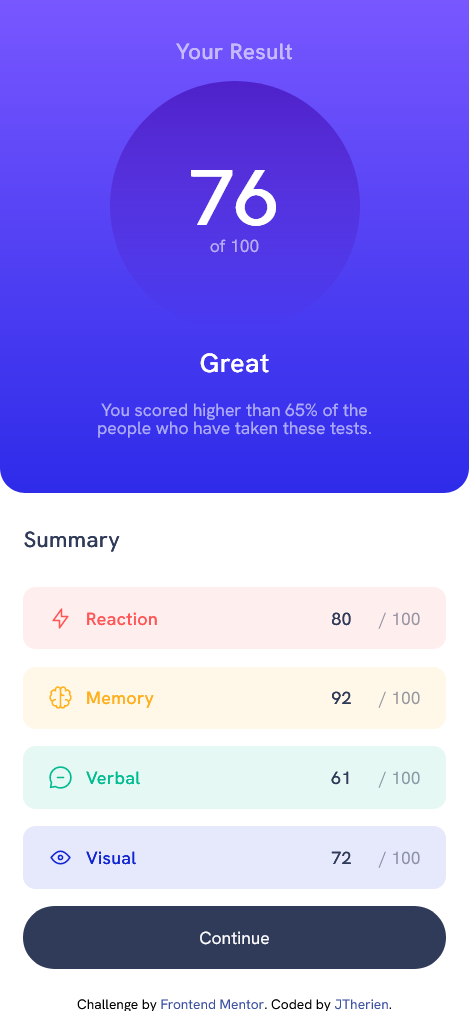 Your Result
76
of 100
Great
You scored higher than 65% of the
people who have taken these tests.
Summary
Reaction 80 / 100
Memory 92 / 100
Verbal 61 / 100
Visual 72 / 100
Continue
Challenge by Frontend Mentor. Coded by JTherien.